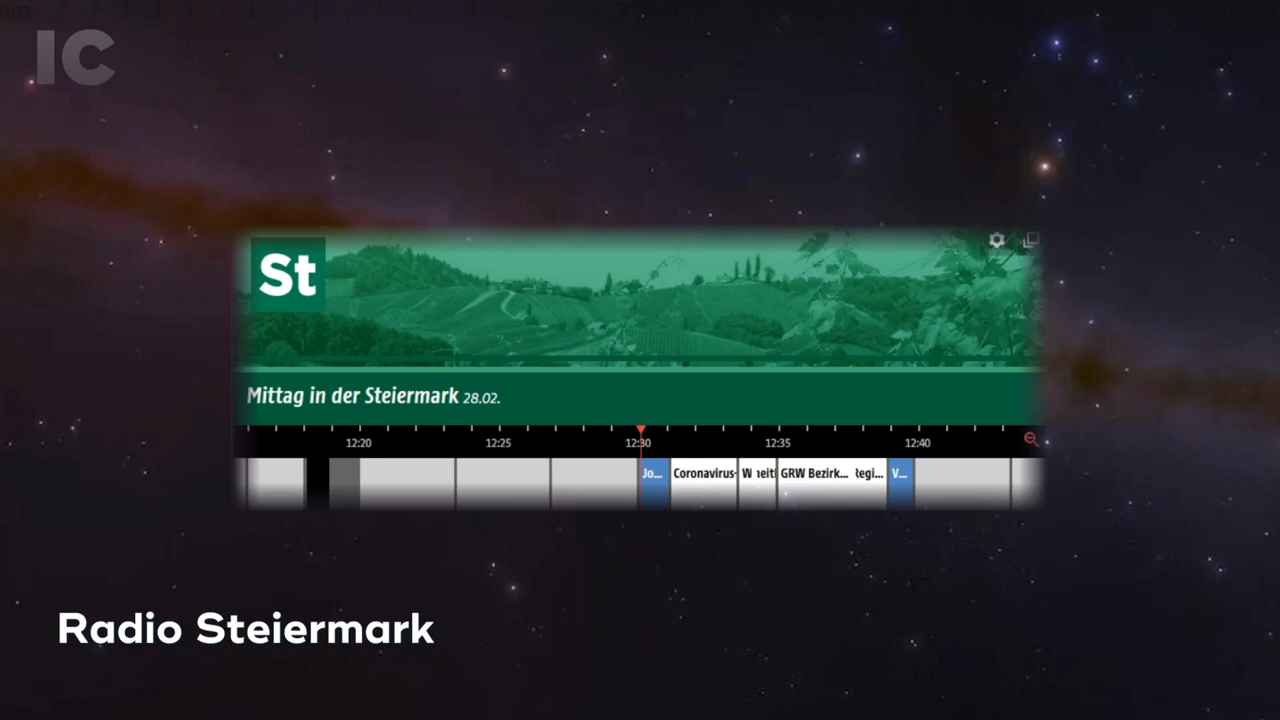 IC
St
Mittag in der Steiermark 28.02.
12:20 12:25 12:30 12:35 12:40
Jo... Coronavirus- GRW Bezirk... V...
Radio Steiermark